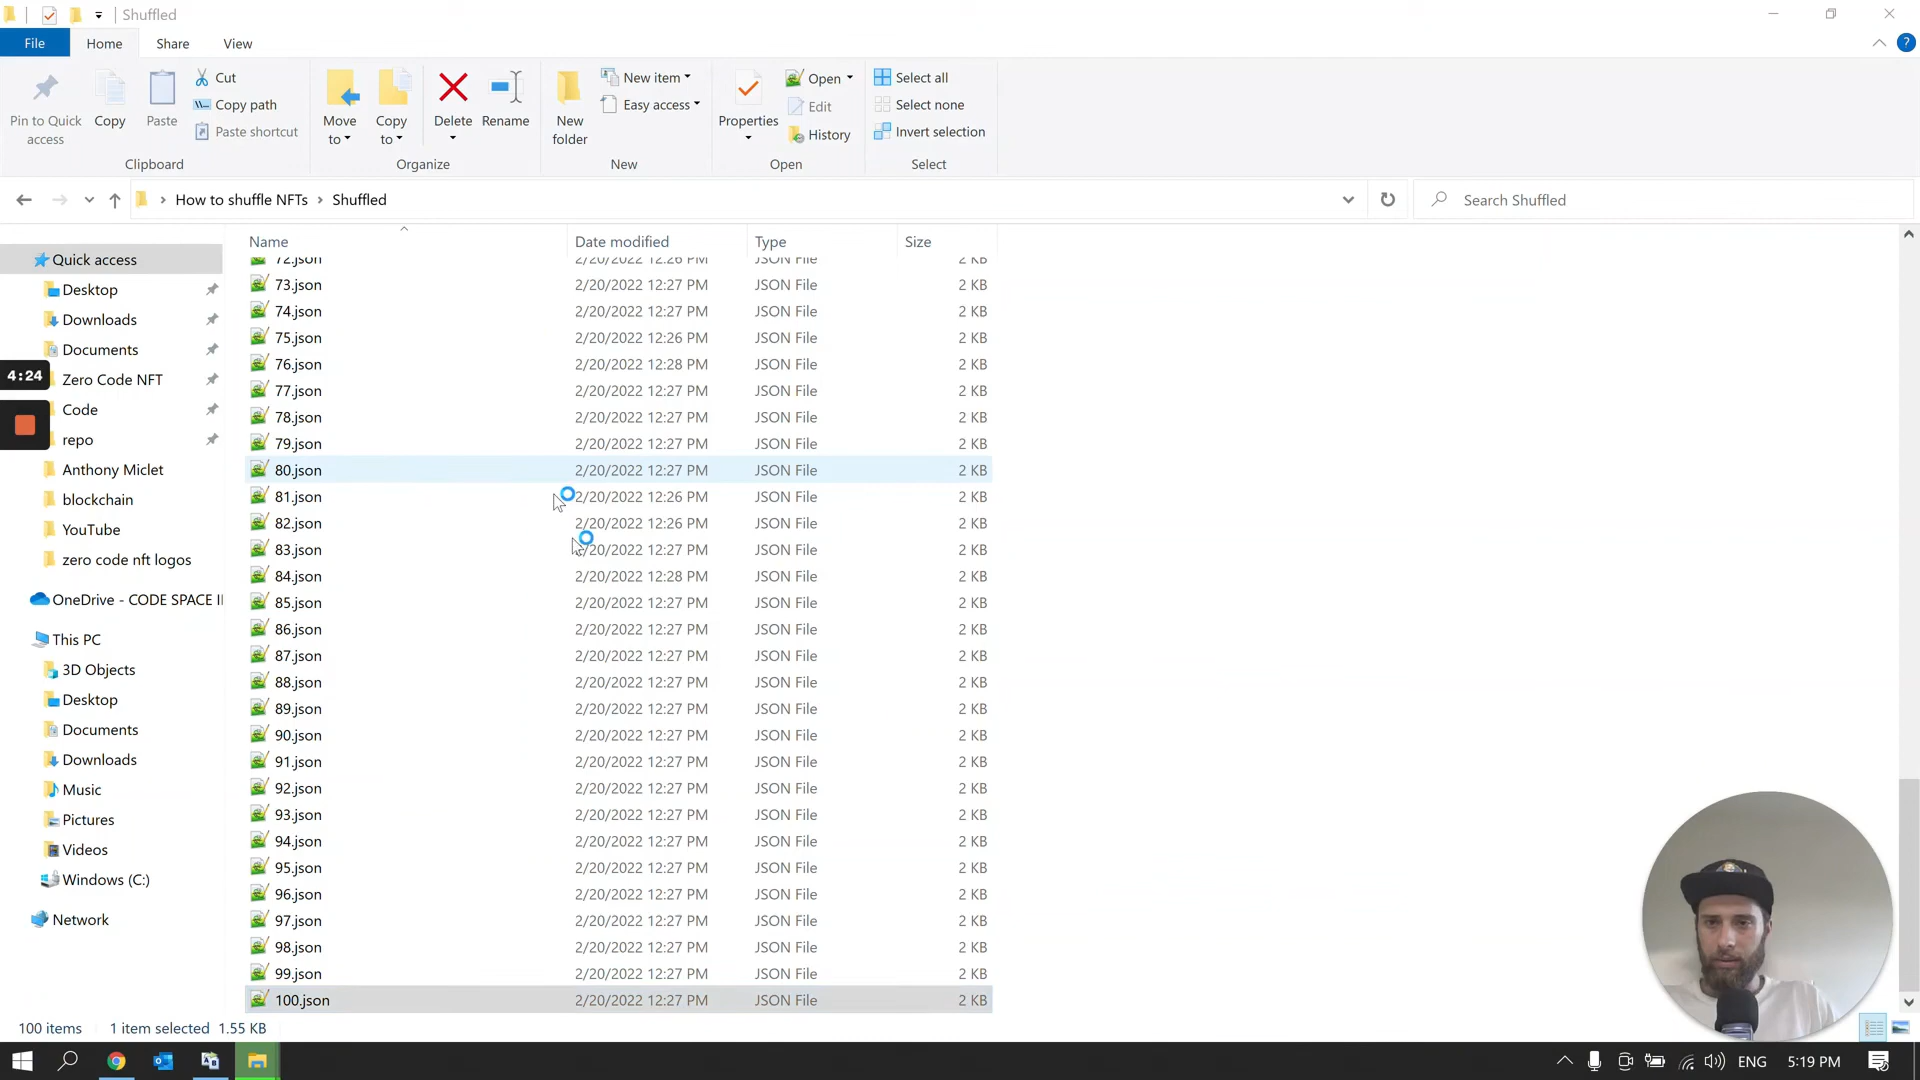 Shuffled
File Home Share View
Pin to Quick access
Copy
Paste
Cut
Copy path
Paste shortcut
Clipboard
Move to
Copy to
Delete
Rename
Organize
New folder
New item
Easy access
New
Properties
Open
Edit
History
Open
Select all
Select none
Invert selection
Select
How to shuffle NFTs Shuffled
Search Shuffled
Name Date modified Type Size
72.json 2/20/2022 12:26 PM JSON File 2 KB
73.json 2/20/2022 12:27 PM JSON File 2 KB
74.json 2/20/2022 12:27 PM JSON File 2 KB
75.json 2/20/2022 12:26 PM JSON File 2 KB
76.json 2/20/2022 12:28 PM JSON File 2 KB
77.json 2/20/2022 12:27 PM JSON File 2 KB
78.json 2/20/2022 12:27 PM JSON File 2 KB
79.json 2/20/2022 12:27 PM JSON File 2 KB
80.json 2/20/2022 12:27 PM JSON File 2 KB
81.json 2/20/2022 12:26 PM JSON File 2 KB
82.json 2/20/2022 12:26 PM JSON File 2 KB
83.json 2/20/2022 12:27 PM JSON File 2 KB
84.json 2/20/2022 12:28 PM JSON File 2 KB
85.json 2/20/2022 12:27 PM JSON File 2 KB
86.json 2/20/2022 12:27 PM JSON File 2 KB
87.json 2/20/2022 12:27 PM JSON File 2 KB
88.json 2/20/2022 12:27 PM JSON File 2 KB
89.json 2/20/2022 12:27 PM JSON File 2 KB
90.json 2/20/2022 12:27 PM JSON File 2 KB
91.json 2/20/2022 12:27 PM JSON File 2 KB
92.json 2/20/2022 12:27 PM JSON File 2 KB
93.json 2/20/2022 12:27 PM JSON File 2 KB
94.json 2/20/2022 12:27 PM JSON File 2 KB
95.json 2/20/2022 12:27 PM JSON File 2 KB
96.json 2/20/2022 12:27 PM JSON File 2 KB
97.json 2/20/2022 12:27 PM JSON File 2 KB
98.json 2/20/2022 12:27 PM JSON File 2 KB
99.json 2/20/2022 12:27 PM JSON File 2 KB
100.json 2/20/2022 12:27 PM JSON File 2 KB
Quick access
Desktop
Downloads
Documents
4:24
Zero Code NFT
Code
repo
Anthony Miclet
blockchain
YouTube
zero code nft logos
OneDrive - CODE SPACE I
This PC
3D Objects
Desktop
Documents
Downloads
Music
Pictures
Videos
Windows (C:)
Network
100 items 1 item selected 1.55 KB
ENG 5:19 PM